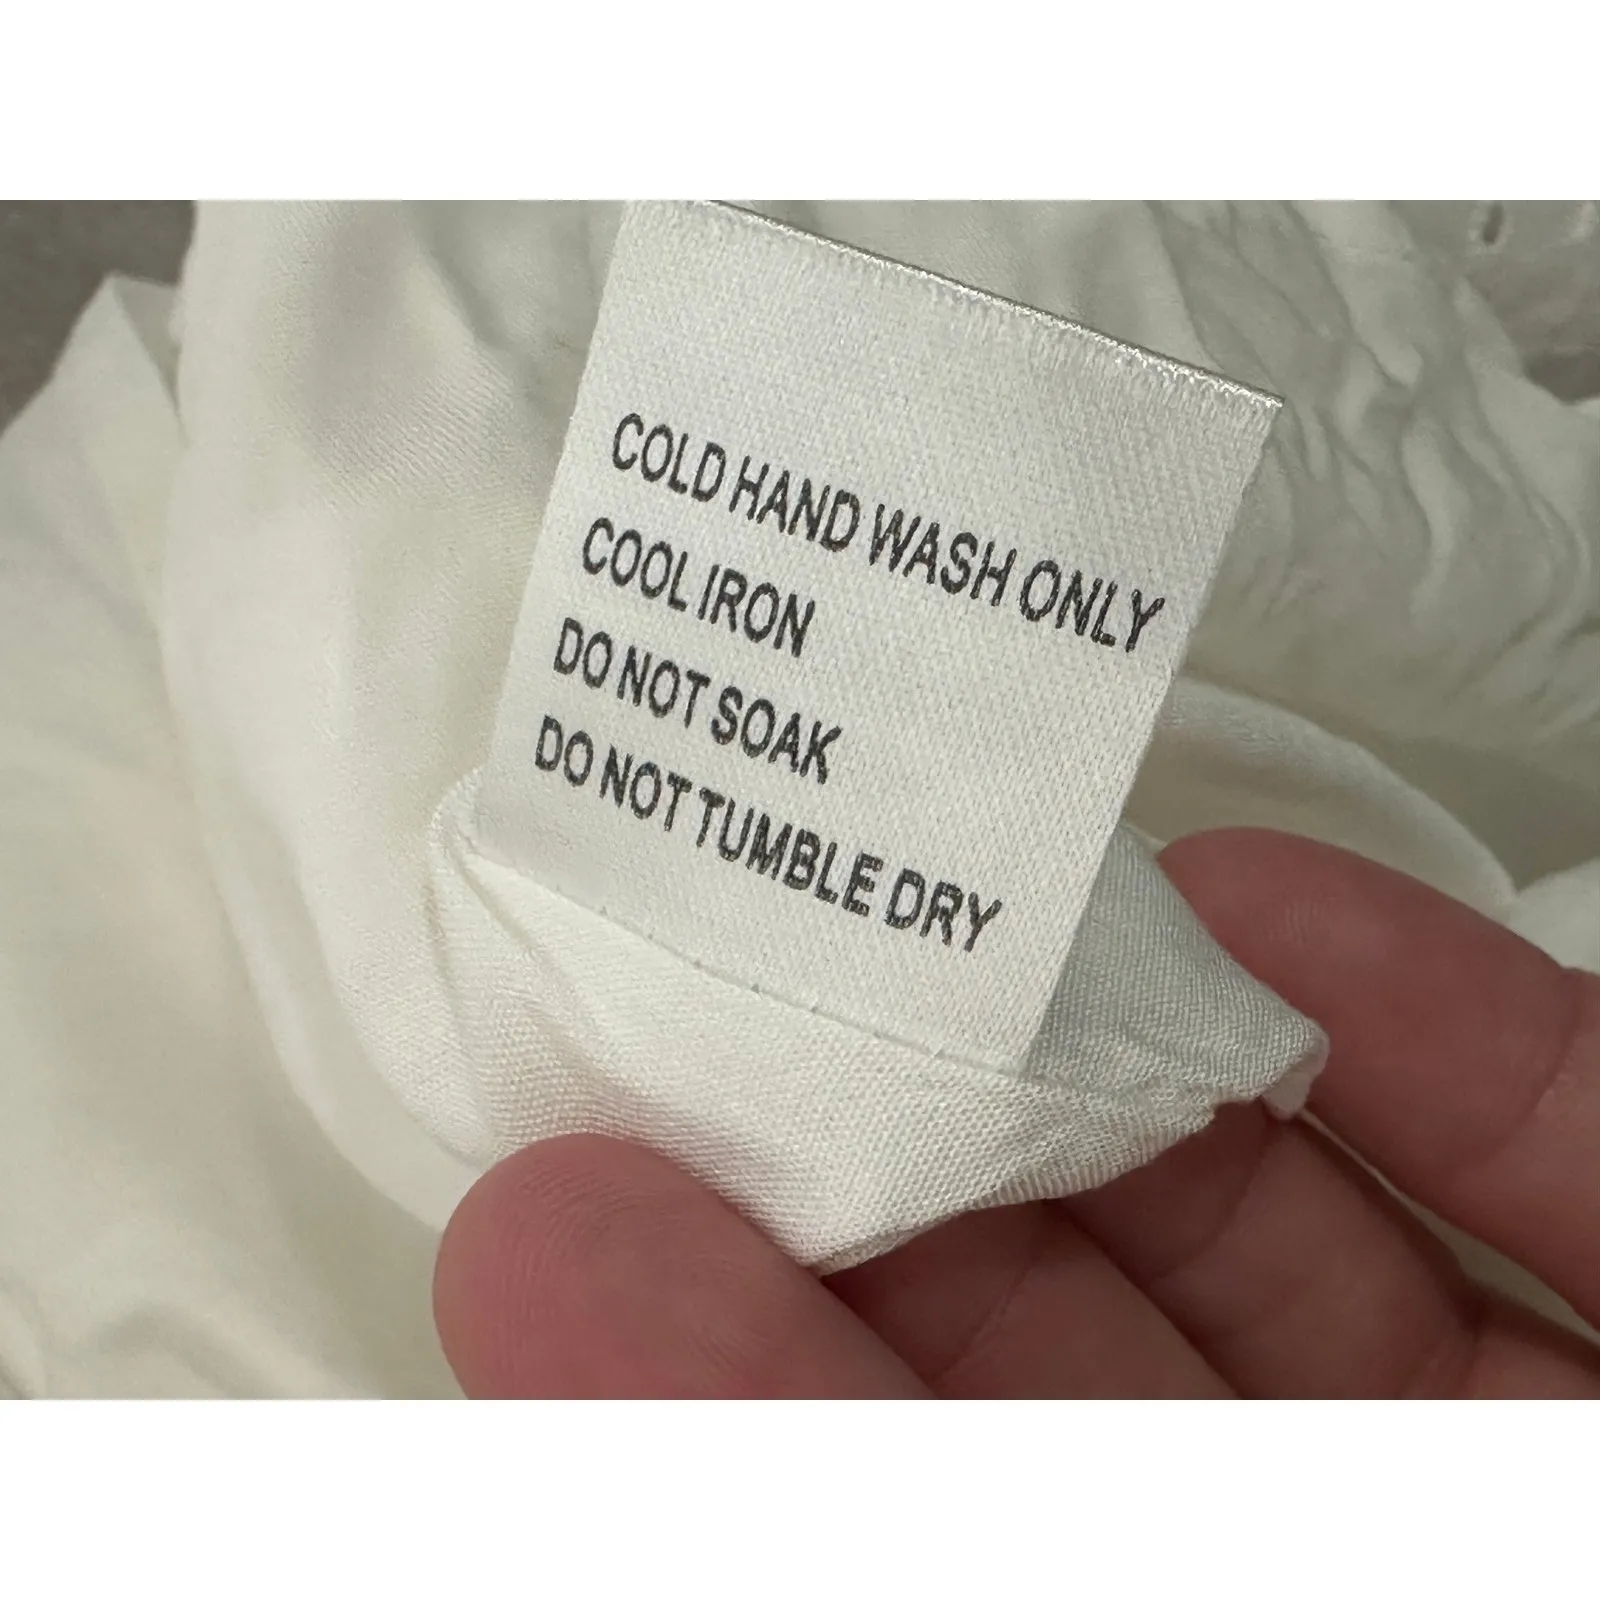 COLD HAND WASH ONLY
COOL IRON
DO NOT SOAK
DO NOT TUMBLE DRY